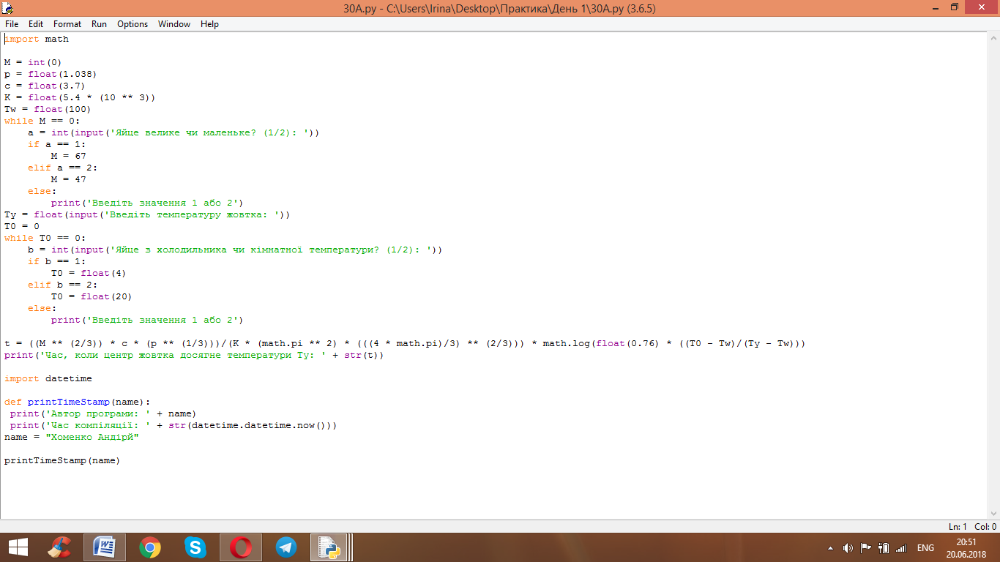 30A.py - C:\Users\Irina\Desktop\Практика\День 1\30A.py (3.6.5)
File Edit Format Run Options Window Help
import math

M = int(0)
p = float(1.038)
c = float(3.7)
K = float(5.4 * (10 ** 3))
Tw = float(100)
while M == 0:
    a = int(input('Яйце велике чи маленьке? (1/2): '))
    if a == 1:
        M = 67
    elif a == 2:
        M = 47
    else:
        print('Введіть значення 1 або 2')
Ty = float(input('Введіть температуру жовтка: '))
T0 = 0
while T0 == 0:
    b = int(input('Яйце з холодильника чи кімнатної температури? (1/2): '))
    if b == 1:
        T0 = float(4)
    elif b == 2:
        T0 = float(20)
    else:
        print('Введіть значення 1 або 2')

t = ((M ** (2/3)) * c * (p ** (1/3)))/(K * (math.pi ** 2) * (((4 * math.pi)/3) ** (2/3))) * math.log(float(0.76) * ((T0 - Tw)/(Ty - Tw)))
print('Час, коли центр жовтка досягне температури Ty: ' + str(t))

import datetime

def printTimeStamp(name):
 print('Автор програми: ' + name)
 print('Час компіляції: ' + str(datetime.datetime.now()))
name = "Хоменко Андірй"

printTimeStamp(name)
Ln: 1 Col: 0
ENG
20:51
20.06.2018